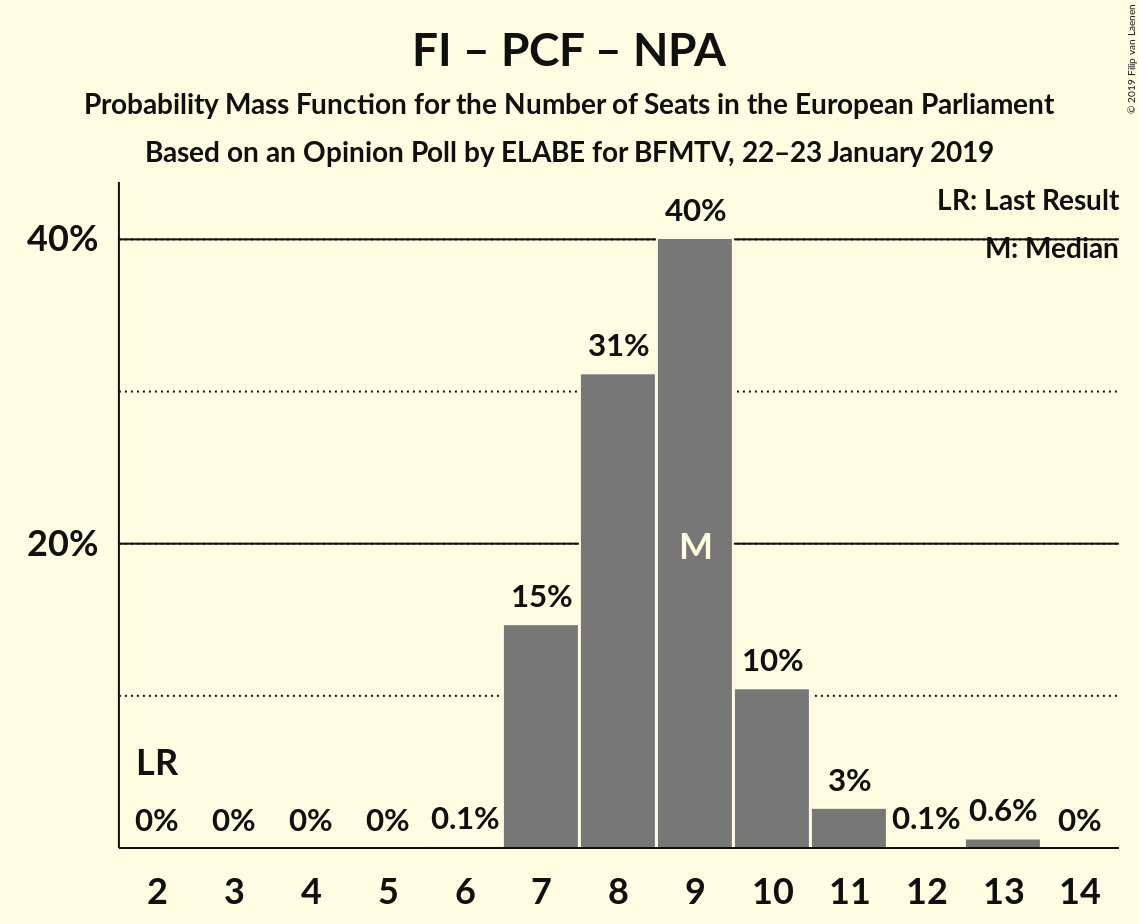 FI – PCF – NPA
Probability Mass Function for the Number of Seats in the European Parliament
Based on an Opinion Poll by ELABE for BFMTV, 22–23 January 2019
© 2019 Filip van Laenen
LR: Last Result
M: Median
40%
20%
40%
31%
M
15%
10%
LR
3%
0% 0% 0% 0% 0.1% 0.1% 0.6% 0%
2 3 4 5 6 7 8 9 10 11 12 13 14